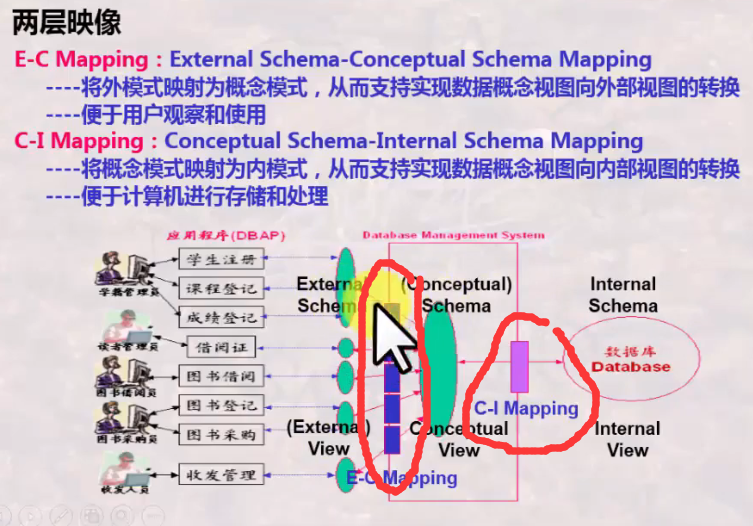 两层映像
E-C Mapping：External Schema-Conceptual Schema Mapping
----将外模式映射为概念模式，从而支持实现数据概念视图向外部视图的转换
----便于用户观察和使用
C-I Mapping：Conceptual Schema-Internal Schema Mapping
----将概念模式映射为内模式，从而支持实现数据概念视图向内部视图的转换
----便于计算机进行存储和处理
应用程序(DBAP)
Database Management System
学生注册
课程登记
成绩登记
学籍管理员
借阅证
读者管理员
图书借阅
图书借阅员
图书登记
图书采购
图书采购员
收发管理
收发人员
External
Schema
(Conceptual)
Schema
Internal
Schema
数据库
Database
C-I Mapping
(External)
View
Conceptual
View
Internal
View
E-C Mapping